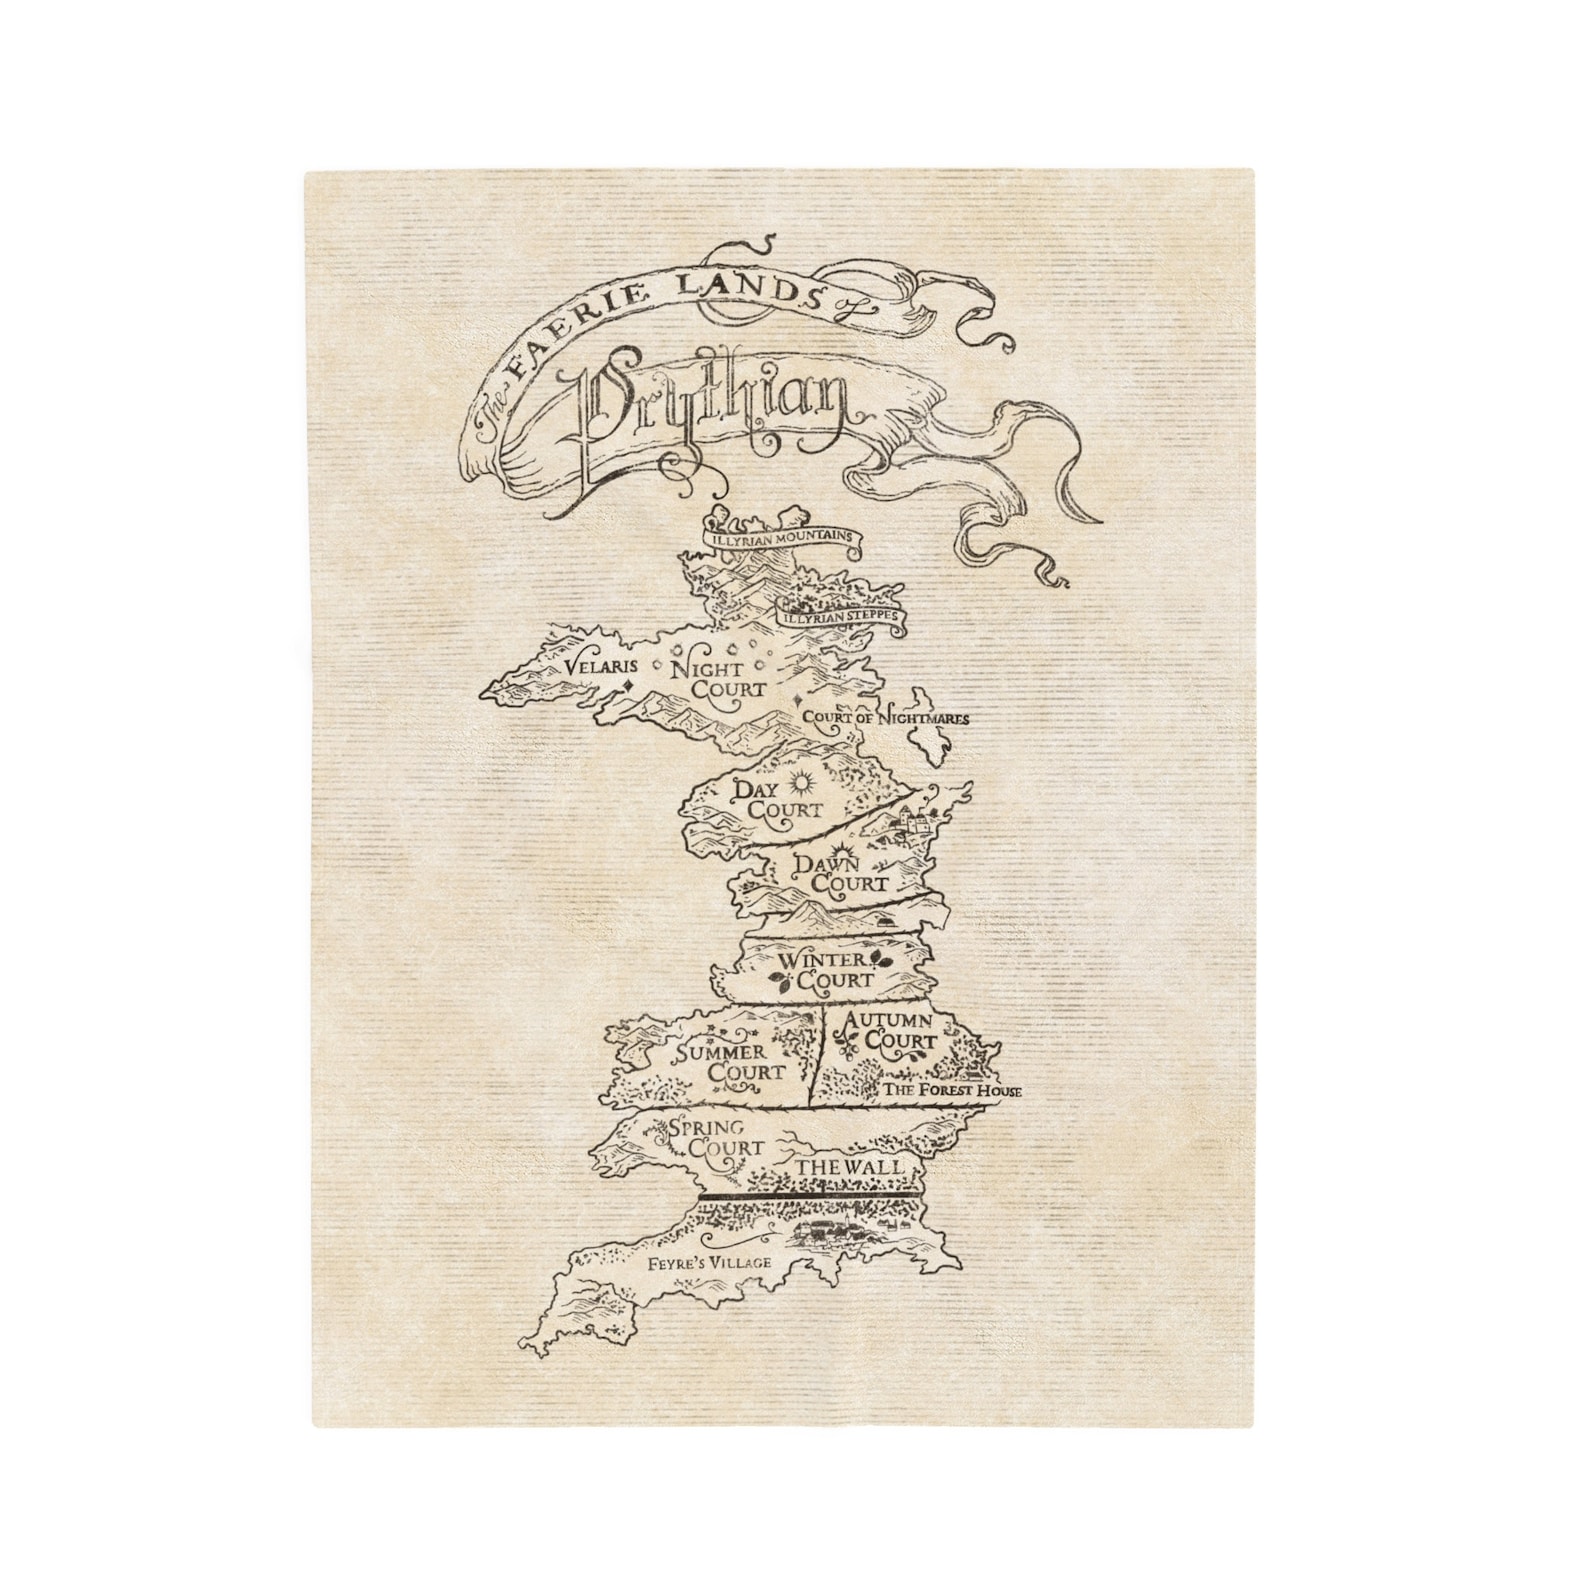 The FAERIE LANDS of
Prythian
ILLYRIAN MOUNTAINS
ILLYRIAN STEPPES
VELARIS
NIGHT
COURT
COURT OF NIGHTMARES
DAY
COURT
DAWN
COURT
WINTER
COURT
AUTUMN
COURT
SUMMER
COURT
THE FOREST HOUSE
SPRING
COURT
THE WALL
FEYRE'S VILLAGE